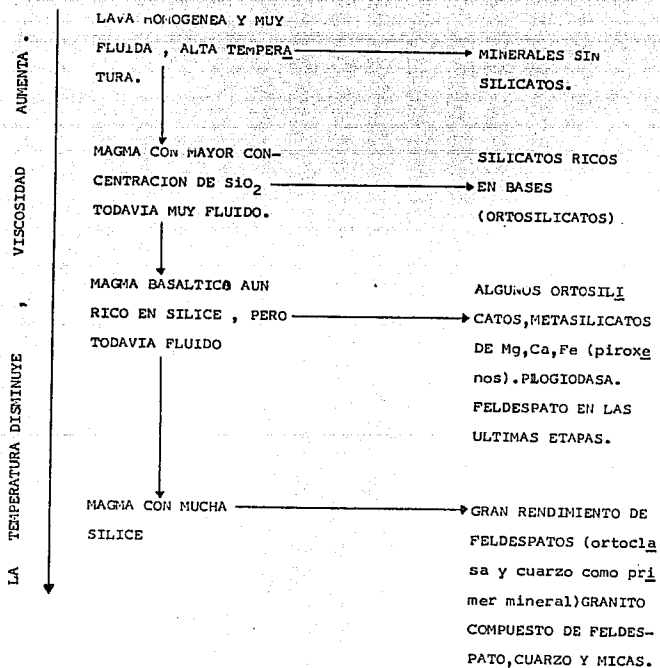 LA TEMPERATURA DISMINUYE , VISCOSIDAD AUMENTA.
LAVA HOMOGENEA Y MUY
FLUIDA , ALTA TEMPERA
TURA.
MINERALES SIN
SILICATOS.
MAGMA CON MAYOR CON-
CENTRACION DE SiO2
TODAVIA MUY FLUIDO.
SILICATOS RICOS
EN BASES
(ORTOSILICATOS)
MAGMA BASALTICO AUN
RICO EN SILICE , PERO
TODAVIA FLUIDO
ALGUNOS ORTOSILI
CATOS,METASILICATOS
DE Mg,Ca,Fe (piroxe
nos).PLOGIODASA.
FELDESPATO EN LAS
ULTIMAS ETAPAS.
MAGMA CON MUCHA
SILICE
GRAN RENDIMIENTO DE
FELDESPATOS (ortocla
sa y cuarzo como pri
mer mineral)GRANITO
COMPUESTO DE FELDES-
PATO,CUARZO Y MICAS.